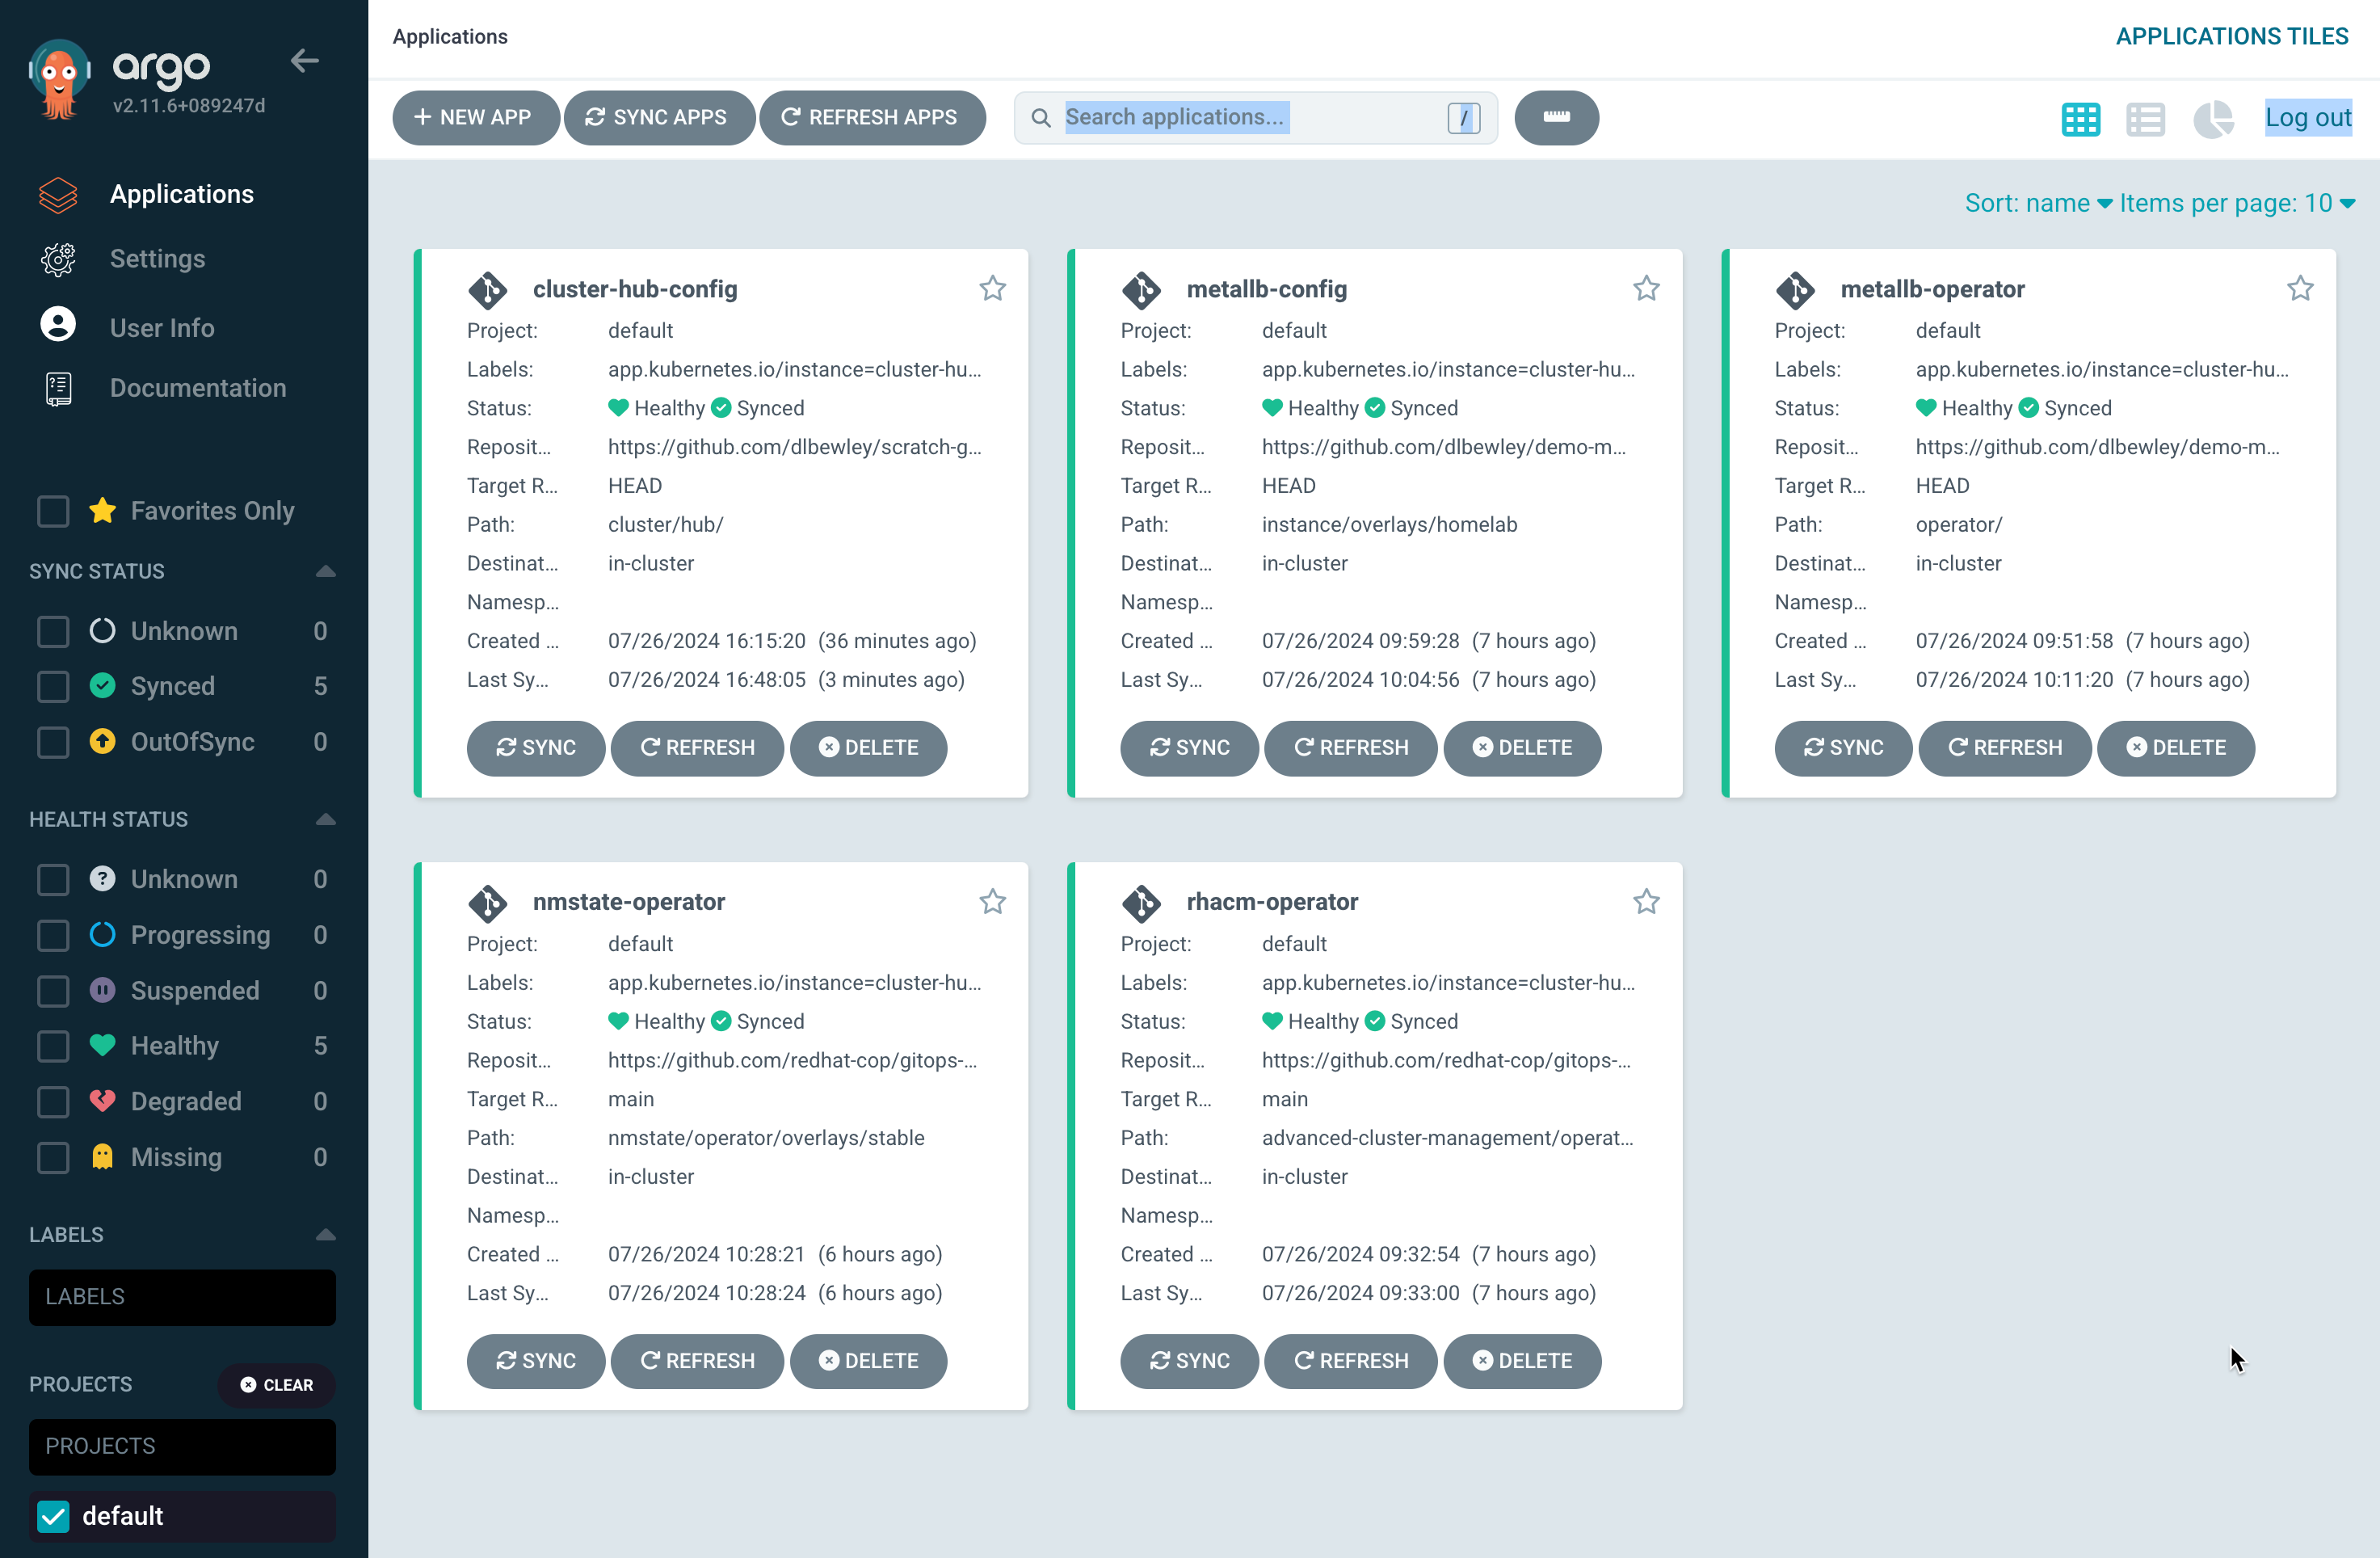 argo
v2.11.6+089247d
Applications
Settings
User Info
Documentation
Favorites Only
SYNC STATUS
Unknown 0
Synced 5
OutOfSync 0
HEALTH STATUS
Unknown 0
Progressing 0
Suspended 0
Healthy 5
Degraded 0
Missing 0
LABELS
LABELS
PROJECTS CLEAR
PROJECTS
default
Applications APPLICATIONS TILES
+ NEW APP SYNC APPS REFRESH APPS Search applications... / Log out
Sort: name Items per page: 10
cluster-hub-config
Project: default
Labels: app.kubernetes.io/instance=cluster-hu...
Status: Healthy Synced
Reposit... https://github.com/dlbewley/scratch-g...
Target R... HEAD
Path: cluster/hub/
Destinat... in-cluster
Namesp...
Created ... 07/26/2024 16:15:20 (36 minutes ago)
Last Sy... 07/26/2024 16:48:05 (3 minutes ago)
SYNC REFRESH DELETE
metallb-config
Project: default
Labels: app.kubernetes.io/instance=cluster-hu...
Status: Healthy Synced
Reposit... https://github.com/dlbewley/demo-m...
Target R... HEAD
Path: instance/overlays/homelab
Destinat... in-cluster
Namesp...
Created ... 07/26/2024 09:59:28 (7 hours ago)
Last Sy... 07/26/2024 10:04:56 (7 hours ago)
SYNC REFRESH DELETE
metallb-operator
Project: default
Labels: app.kubernetes.io/instance=cluster-hu...
Status: Healthy Synced
Reposit... https://github.com/dlbewley/demo-m...
Target R... HEAD
Path: operator/
Destinat... in-cluster
Namesp...
Created ... 07/26/2024 09:51:58 (7 hours ago)
Last Sy... 07/26/2024 10:11:20 (7 hours ago)
SYNC REFRESH DELETE
nmstate-operator
Project: default
Labels: app.kubernetes.io/instance=cluster-hu...
Status: Healthy Synced
Reposit... https://github.com/redhat-cop/gitops-...
Target R... main
Path: nmstate/operator/overlays/stable
Destinat... in-cluster
Namesp...
Created ... 07/26/2024 10:28:21 (6 hours ago)
Last Sy... 07/26/2024 10:28:24 (6 hours ago)
SYNC REFRESH DELETE
rhacm-operator
Project: default
Labels: app.kubernetes.io/instance=cluster-hu...
Status: Healthy Synced
Reposit... https://github.com/redhat-cop/gitops-...
Target R... main
Path: advanced-cluster-management/operat...
Destinat... in-cluster
Namesp...
Created ... 07/26/2024 09:32:54 (7 hours ago)
Last Sy... 07/26/2024 09:33:00 (7 hours ago)
SYNC REFRESH DELETE